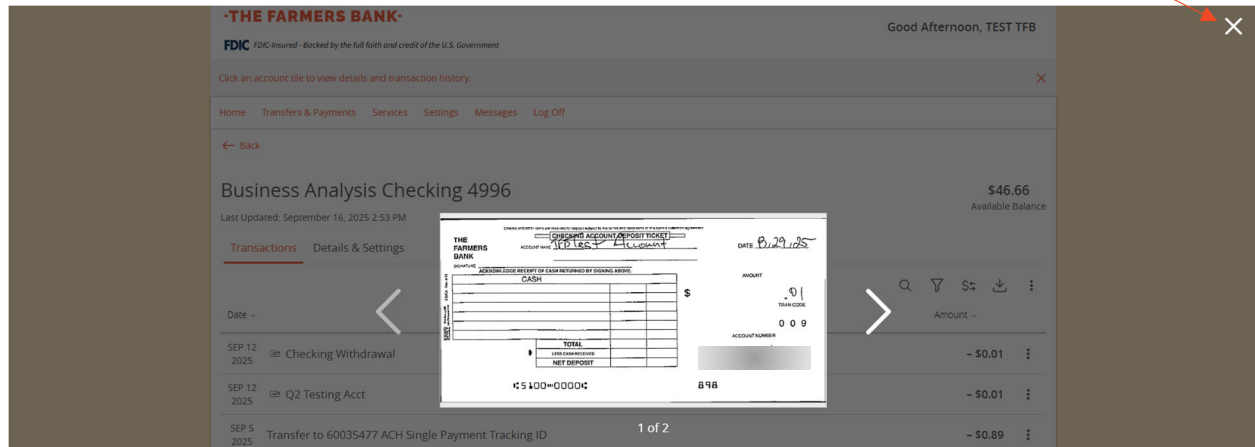 ·THE FARMERS BANK·
Good Afternoon, TEST TFB
FDIC FDIC-Insured - Backed by the full faith and credit of the U.S. Government
Click an account tile to view details and transaction history.
Home Transfers & Payments Services Settings Messages Log Off
← Back
Business Analysis Checking 4996
$46.66
Available Balance
Last Updated: September 16, 2025 2:53 PM
Transactions Details & Settings
CHECKING ACCOUNT DEPOSIT TICKET
THE
FARMERS
BANK
ACCOUNT NAME TFB Test Account
DATE 8/29/25
SIGNATURE
ACKNOWLEDGE RECEIPT OF CASH RETURNED BY SIGNING ABOVE.
CASH
AMOUNT
$ .01
TRAN CODE
0 0 9
ACCOUNT NUMBER
TOTAL
LESS CASH RECEIVED
NET DEPOSIT
898
Date
Amount
SEP 12
2025
Checking Withdrawal
- $0.01
SEP 12
2025
Q2 Testing Acct
- $0.01
SEP 5
2025
Transfer to 60035477 ACH Single Payment Tracking ID
- $0.89
1 of 2